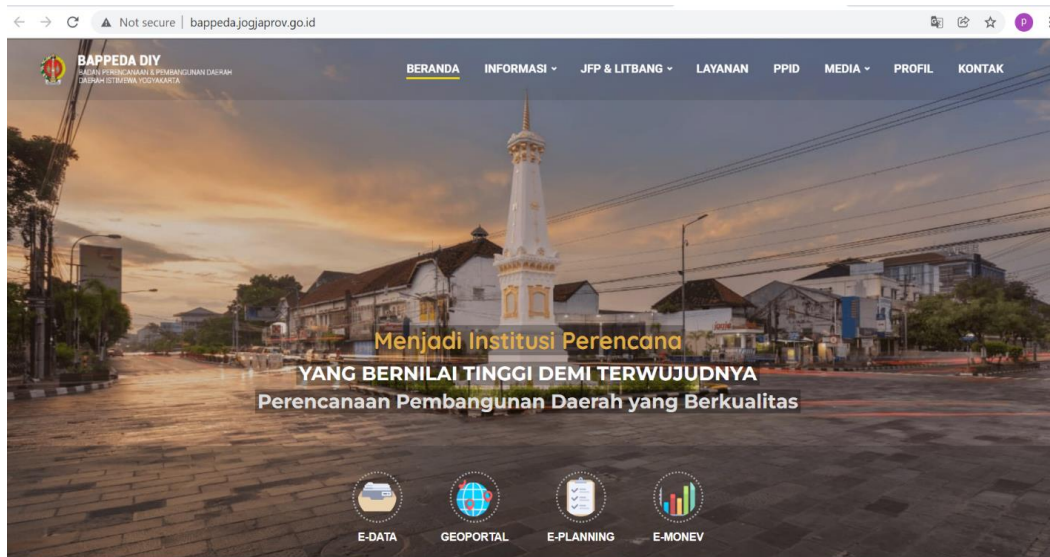 Not secure | bappeda.jogjaprov.go.id
P
BAPPEDA DIY
BADAN PERENCANAAN & PEMBANGUNAN DAERAH
DAERAH ISTIMEWA YOGYAKARTA
BERANDA INFORMASI JFP & LITBANG LAYANAN PPID MEDIA PROFIL KONTAK
Menjadi Institusi Perencana
YANG BERNILAI TINGGI DEMI TERWUJUDNYA
Perencanaan Pembangunan Daerah yang Berkualitas
E-DATA GEOPORTAL E-PLANNING E-MONEV